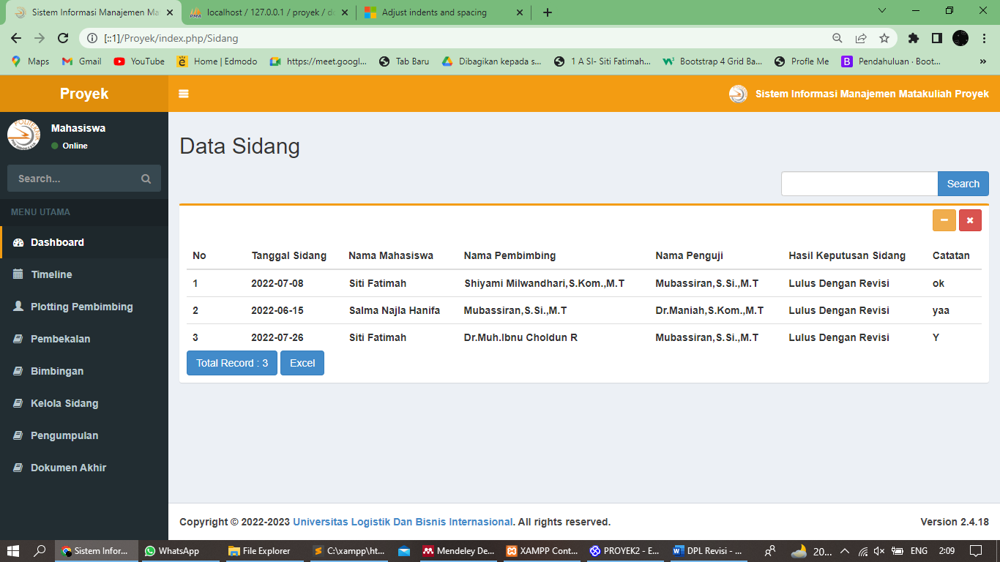 Sistem Informasi Manajemen Ma
localhost / 127.0.0.1 / proyek / do
Adjust indents and spacing
[::1]/Proyek/index.php/Sidang
Maps Gmail YouTube Home | Edmodo https://meet.googl... Tab Baru Dibagikan kepada s... 1 A SI- Siti Fatimah... Bootstrap 4 Grid Ba... Profle Me Pendahuluan · Boot... »
Proyek
Sistem Informasi Manajemen Matakuliah Proyek
Mahasiswa
Online
Search...
MENU UTAMA
Dashboard
Timeline
Plotting Pembimbing
Pembekalan
Bimbingan
Kelola Sidang
Pengumpulan
Dokumen Akhir
Data Sidang
Search
No Tanggal Sidang Nama Mahasiswa Nama Pembimbing Nama Penguji Hasil Keputusan Sidang Catatan
1 2022-07-08 Siti Fatimah Shiyami Milwandhari,S.Kom.,M.T Mubassiran,S.Si.,M.T Lulus Dengan Revisi ok
2 2022-06-15 Salma Najla Hanifa Mubassiran,S.Si.,M.T Dr.Maniah,S.Kom.,M.T Lulus Dengan Revisi yaa
3 2022-07-26 Siti Fatimah Dr.Muh.Ibnu Choldun R Mubassiran,S.Si.,M.T Lulus Dengan Revisi Y
Total Record : 3 Excel
Copyright © 2022-2023 Universitas Logistik Dan Bisnis Internasional. All rights reserved. Version 2.4.18
Sistem Infor... WhatsApp File Explorer C:\xampp\ht... Mendeley De... XAMPP Cont... PROYEK2 - E... DPL Revisi - ... 20... ENG 2:09